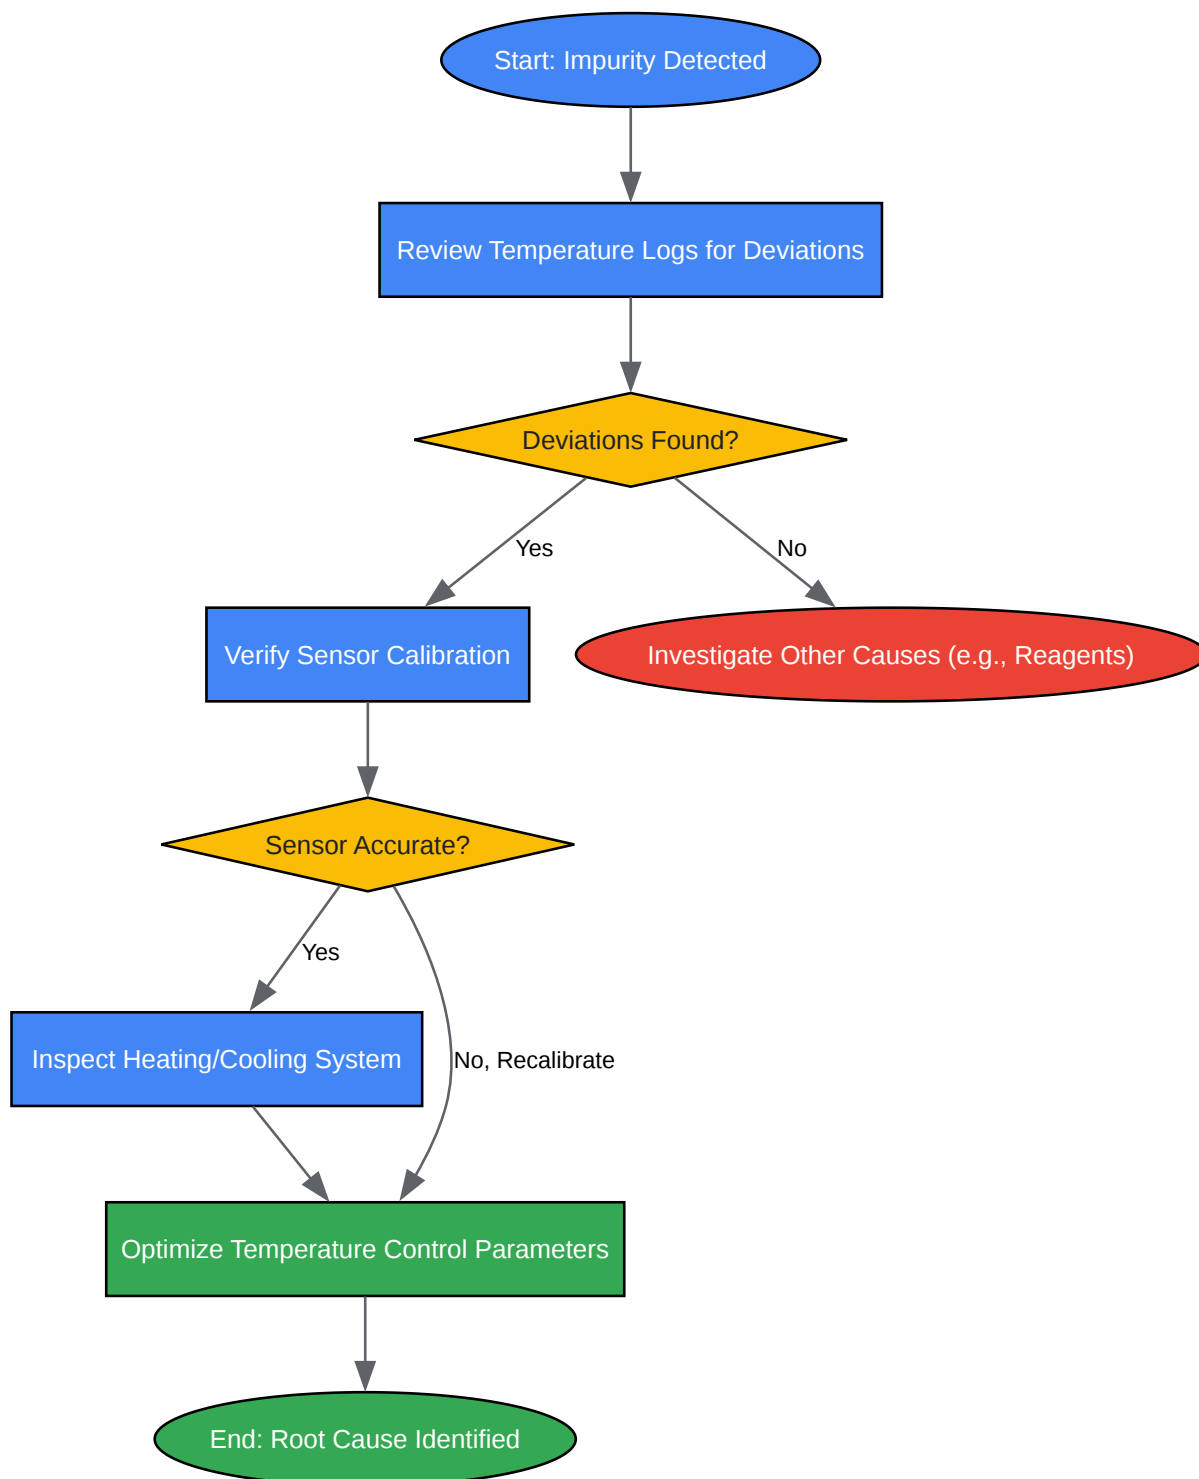 Start: Impurity Detected
Review Temperature Logs for Deviations
Deviations Found?
Yes
No
Verify Sensor Calibration
Investigate Other Causes (e.g., Reagents)
Sensor Accurate?
Yes
Inspect Heating/Cooling System
No, Recalibrate
Optimize Temperature Control Parameters
End: Root Cause Identified